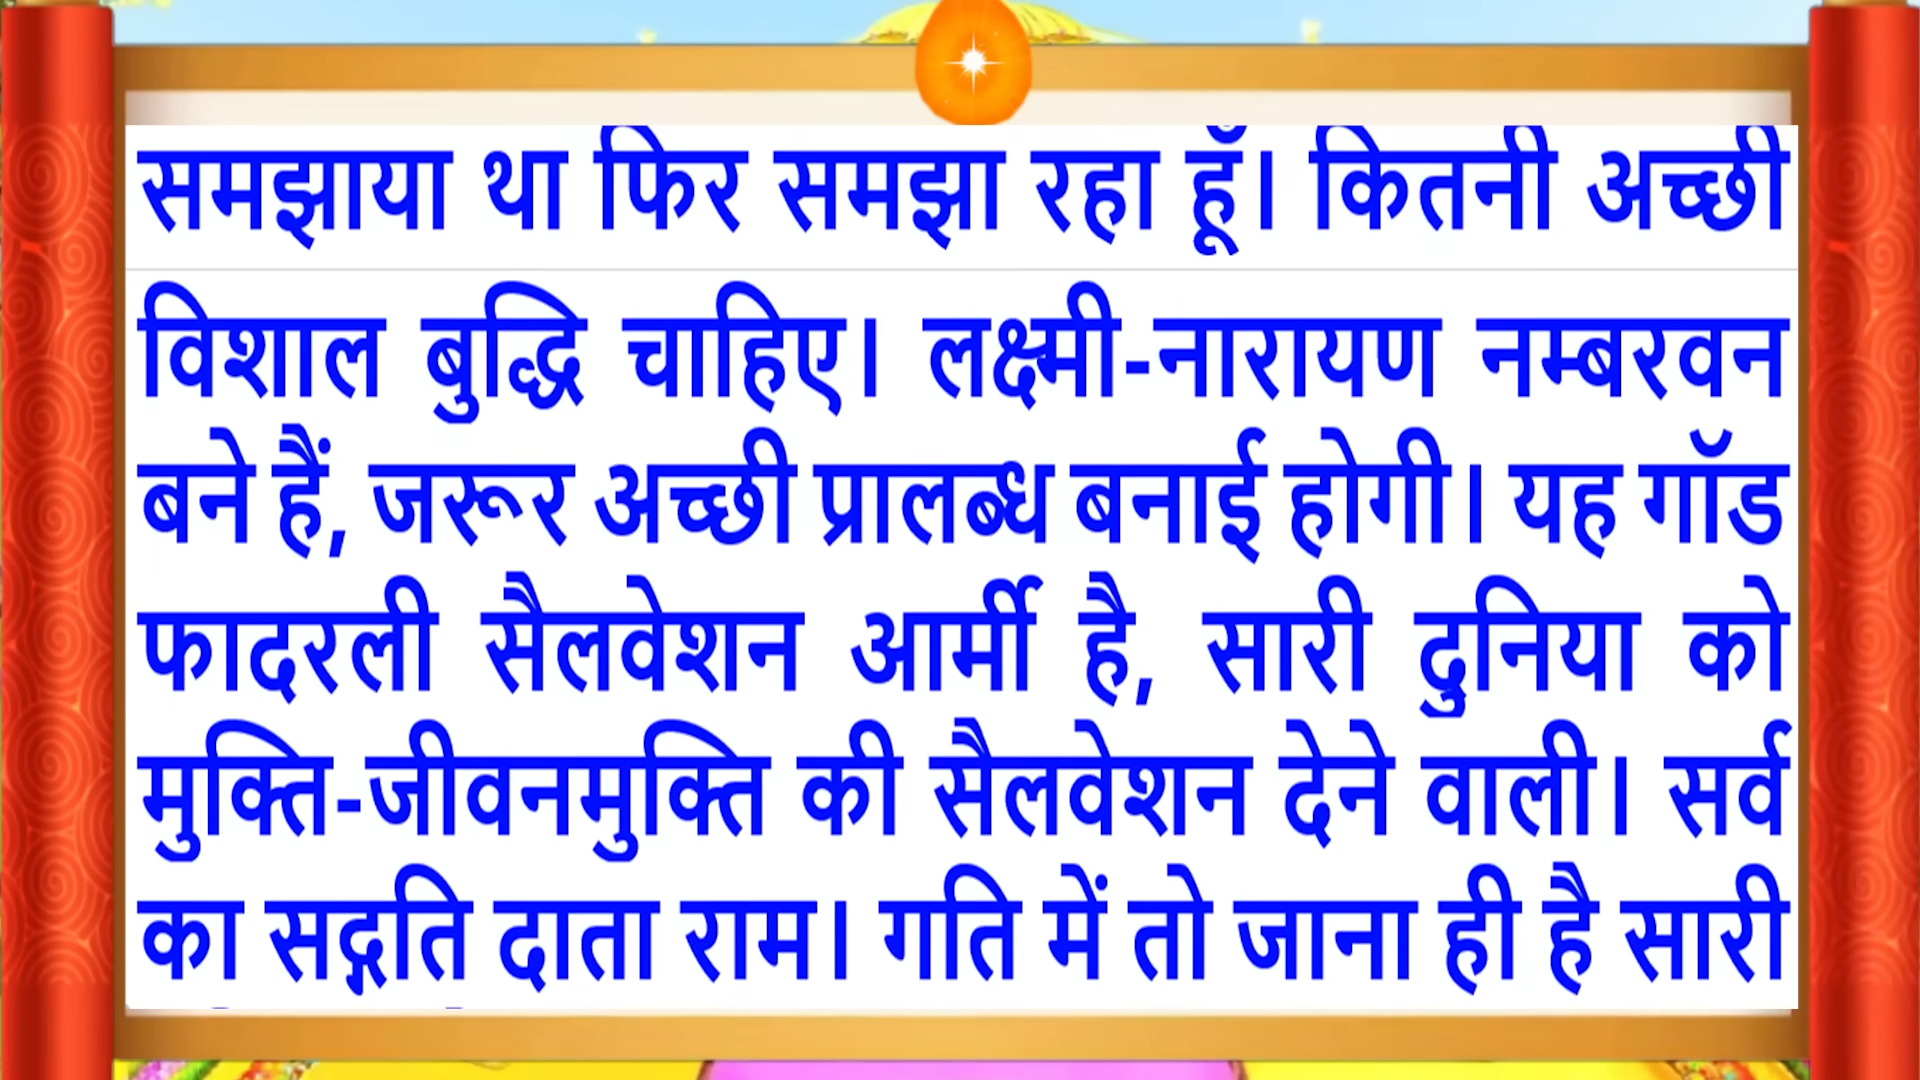 समझाया था फिर समझा रहा हूँ। कितनी अच्छी
विशाल बुद्धि चाहिए। लक्ष्मी-नारायण नम्बरवन
बने हैं, जरूर अच्छी प्रालब्ध बनाई होगी। यह गॉड
फादरली सैलवेशन आर्मी है, सारी दुनिया को
मुक्ति-जीवनमुक्ति की सैलवेशन देने वाली। सर्व
का सद्गति दाता राम। गति में तो जाना ही है सारी